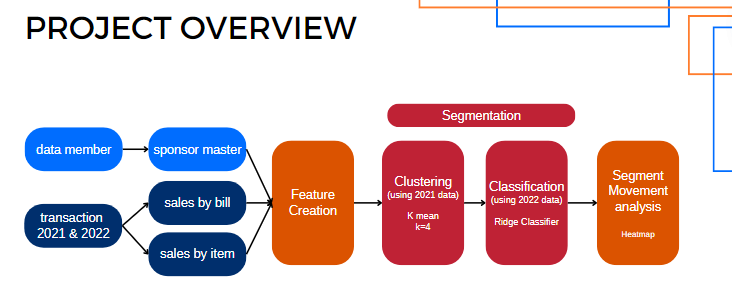 PROJECT OVERVIEW
Segmentation
data member
sponsor master
transaction
2021 & 2022
sales by bill
sales by item
Feature
Creation
Clustering
(using 2021 data)
K mean
k=4
Classification
(using 2022 data)
Ridge Classifier
Segment
Movement
analysis
Heatmap